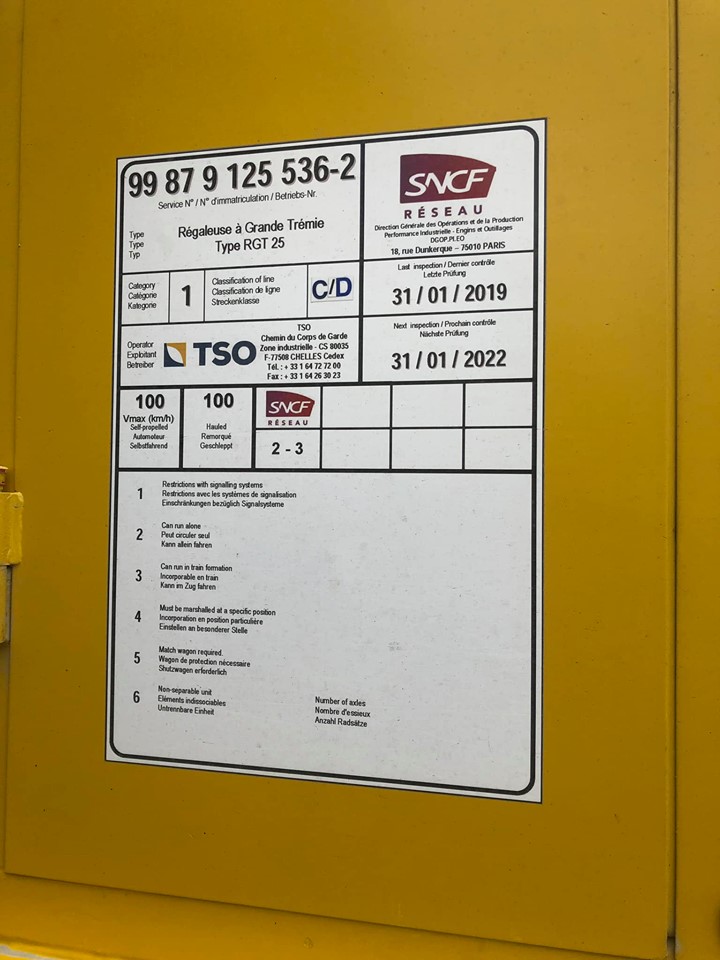 99 87 9 125 536-2
Service N° / N° d'immatriculation / Betriebs-Nr.
Type
Type
Typ
Régaleuse à Grande Trémie
Type RGT 25
SNCF
RÉSEAU
Direction Générale des Opérations et de la Production
Performance Industrielle - Engins et Outillages
DGOP.PI.EO
18, rue Dunkerque – 75010 PARIS
Category
Catégorie
Kategorie
1
Classification of line
Classification de ligne
Streckenklasse
C/D
Last inspection / Dernier contrôle
Letzte Prüfung
31 / 01 / 2019
Operator
Exploitant
Betreiber
TSO
TSO
Chemin du Corps de Garde
Zone industrielle - CS 80035
F-77508 CHELLES Cedex
Tél. : + 33 1 64 72 72 00
Fax : + 33 1 64 26 30 23
Next inspection / Prochain contrôle
Nächste Prüfung
31 / 01 / 2022
100
Vmax (km/h)
Self-propelled
Automoteur
Selbstfahrend
100
Hauled
Remorqué
Geschleppt
SNCF
RÉSEAU
2 - 3
1
Restrictions with signalling systems
Restrictions avec les systèmes de signalisation
Einschränkungen bezüglich Signalsysteme
2
Can run alone
Peut circuler seul
Kann allein fahren
3
Can run in train formation
Incorporable en train
Kann im Zug fahren
4
Must be marshalled at a specific position
Incorporation en position particulière
Einstellen an besonderer Stelle
5
Match wagon required.
Wagon de protection nécessaire
Shutzwagen erforderlich
6
Non-separable unit
Eléments indissociables
Untrennbare Einheit
Number of axles
Nombre d'essieux
Anzahl Radsätze